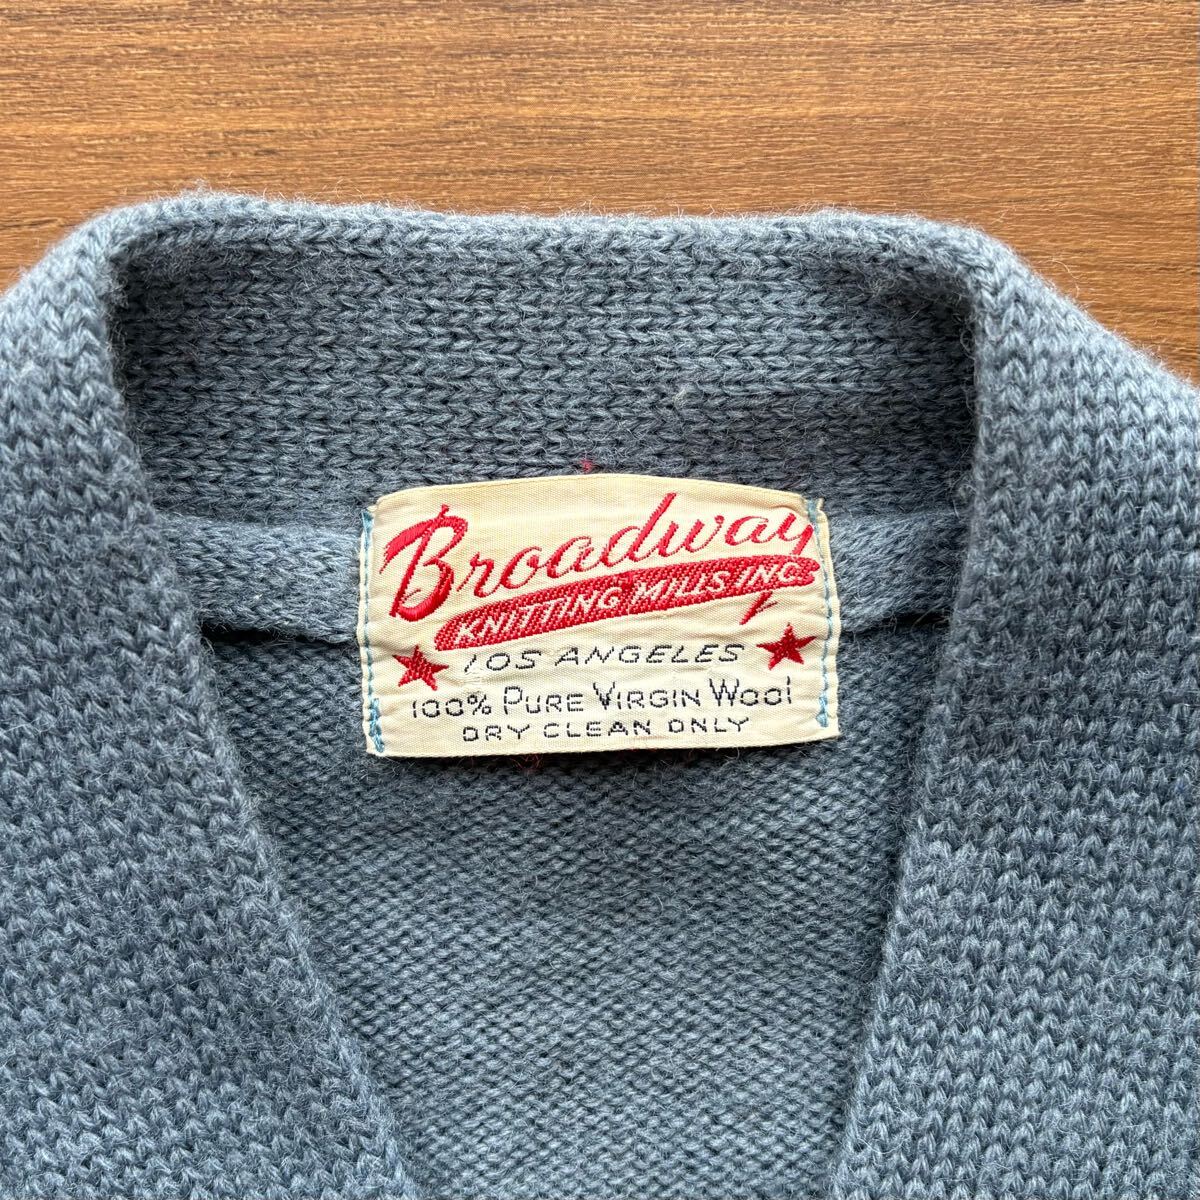 Broadway
KNITTING MILLS INC
LOS ANGELES
100% PURE VIRGIN WOOL
DRY CLEAN ONLY